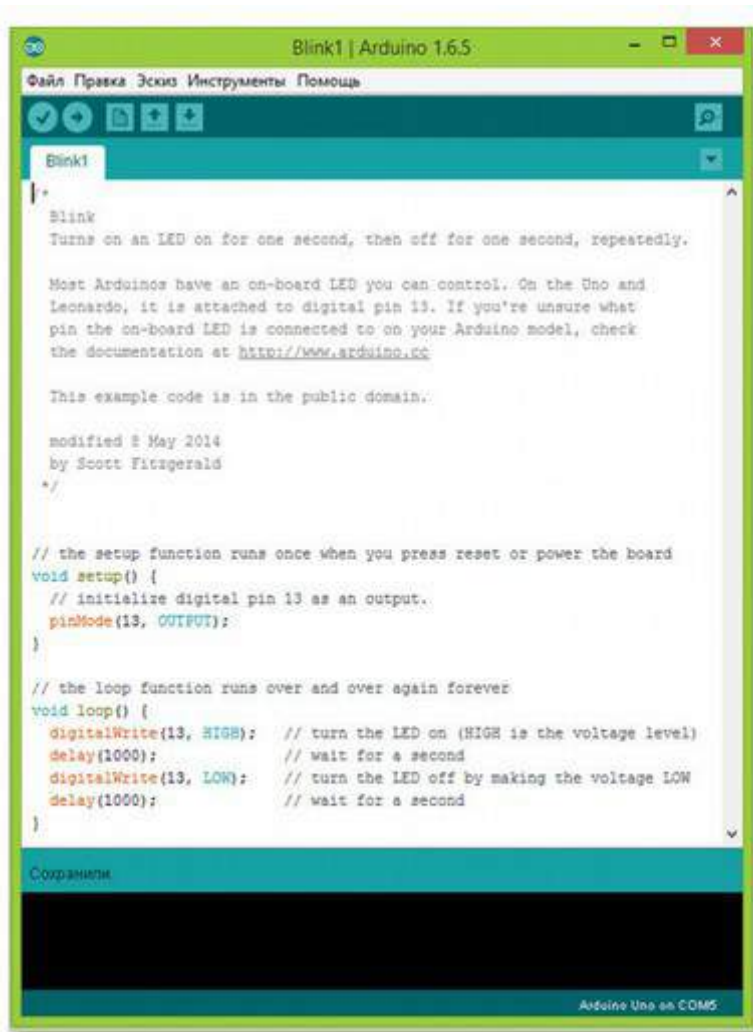 Blink1 | Arduino 1.6.5
Файл Правка Эскиз Инструменты Помощь
Blink1
/*
Blink
Turns on an LED on for one second, then off for one second, repeatedly.
Most Arduinos have an on-board LED you can control. On the Uno and
Leonardo, it is attached to digital pin 13. If you're unsure what
pin the on-board LED is connected to on your Arduino model, check
the documentation at http://www.arduino.cc
This example code is in the public domain.
modified 8 May 2014
by Scott Fitzgerald
*/
// the setup function runs once when you press reset or power the board
void setup() {
// initialize digital pin 13 as an output.
pinMode(13, OUTPUT);
}
// the loop function runs over and over again forever
void loop() {
digitalWrite(13, HIGH);   // turn the LED on (HIGH is the voltage level)
delay(1000);              // wait for a second
digitalWrite(13, LOW);    // turn the LED off by making the voltage LOW
delay(1000);              // wait for a second
}
Сохранили.
Arduino Uno on COM5